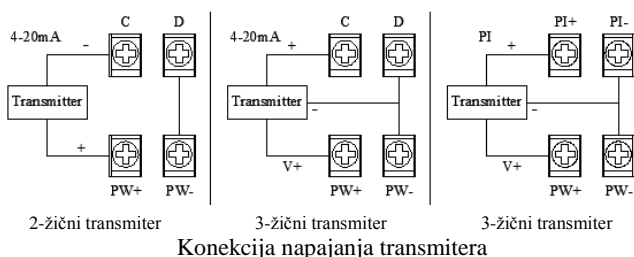 C D
4-20mA -
Transmitter
+
PW+ PW-
2-žični transmiter
C D
4-20mA +
Transmitter -
V+
PW+ PW-
3-žični transmiter
PI+ PI-
PI +
Transmitter -
V+
PW+ PW-
3-žični transmiter
Konekcija napajanja transmitera